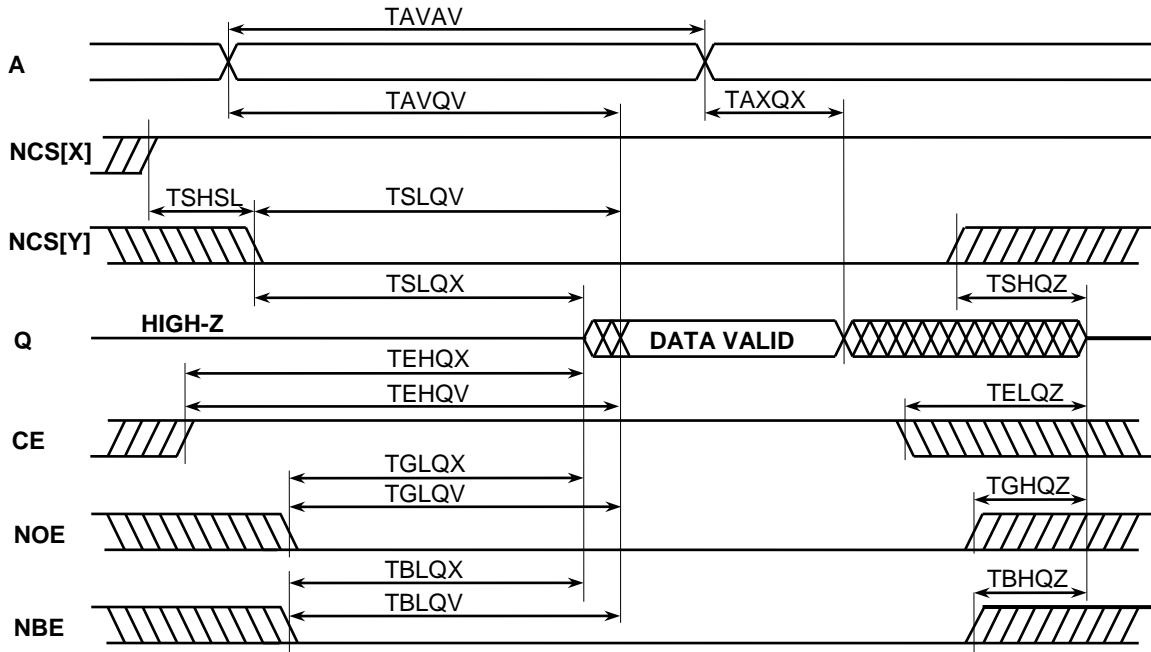 TAVAV
A
TAVQV
TAXQX
NCS[X]
TSHSL
TSLQV
NCS[Y]
TSLQX
TSHQZ
HIGH-Z
Q
DATA VALID
TEHQX
TEHQV
TELQZ
CE
TGLQX
TGLQV
TGHQZ
NOE
TBLQX
TBLQV
TBHQZ
NBE